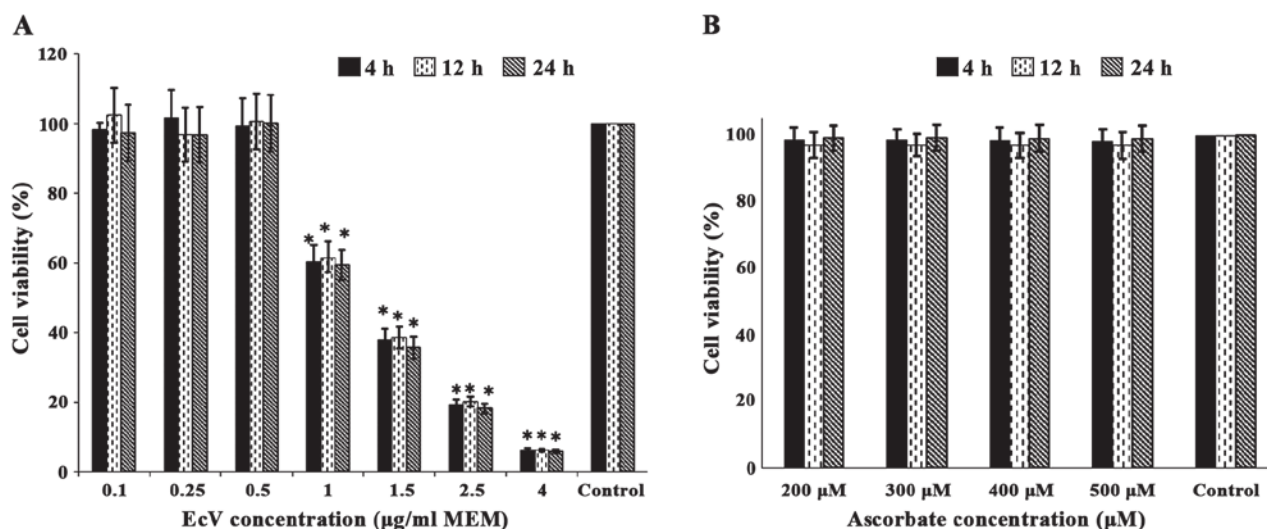 A
120
100
80
60
40
20
0
Cell viability (%)
4 h 12 h 24 h
* * *
* * *
** *
***
0.1 0.25 0.5 1 1.5 2.5 4 Control
EcV concentration (µg/ml MEM)
B
100
80
60
40
20
0
Cell viability (%)
4 h 12 h 24 h
200 µM 300 µM 400 µM 500 µM Control
Ascorbate concentration (µM)